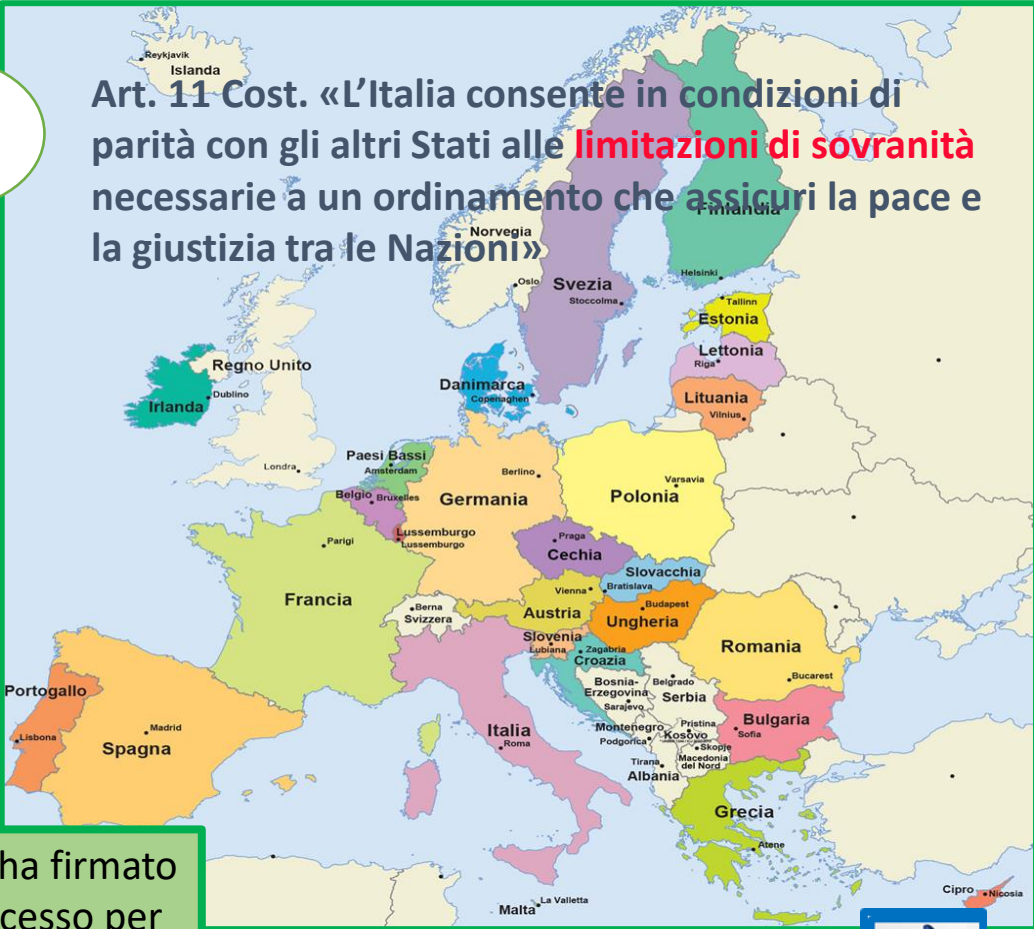 Reykjavik
Islanda
Art. 11 Cost. «L’Italia consente in condizioni di
parità con gli altri Stati alle limitazioni di sovranità
necessarie a un ordinamento che assicuri la pace e
la giustizia tra le Nazioni»
Finlandia
Norvegia
Oslo
Svezia
Stoccolma
Helsinki
Tallinn
Estonia
Lettonia
Riga
Lituania
Vilnius
Regno Unito
Irlanda
Dublino
Londra
Danimarca
Copenaghen
Paesi Bassi
Amsterdam
Belgio
Bruxelles
Lussemburgo
Lussemburgo
Germania
Berlino
Polonia
Varsavia
Praga
Cechia
Slovacchia
Bratislava
Vienna
Austria
Budapest
Ungheria
Parigi
Francia
Berna
Svizzera
Slovenia
Lubiana
Zagabria
Croazia
Romania
Bucarest
Bosnia-
Erzegovina
Sarajevo
Belgrado
Serbia
Montenegro
Podgorica
Pristina
Kosovo
Bulgaria
Sofia
Skopje
Macedonia
del Nord
Tirana
Albania
Portogallo
Lisbona
Madrid
Spagna
Italia
Roma
Grecia
Atene
Cipro
Nicosia
Malta
La Valletta
ha firmato
cesso per